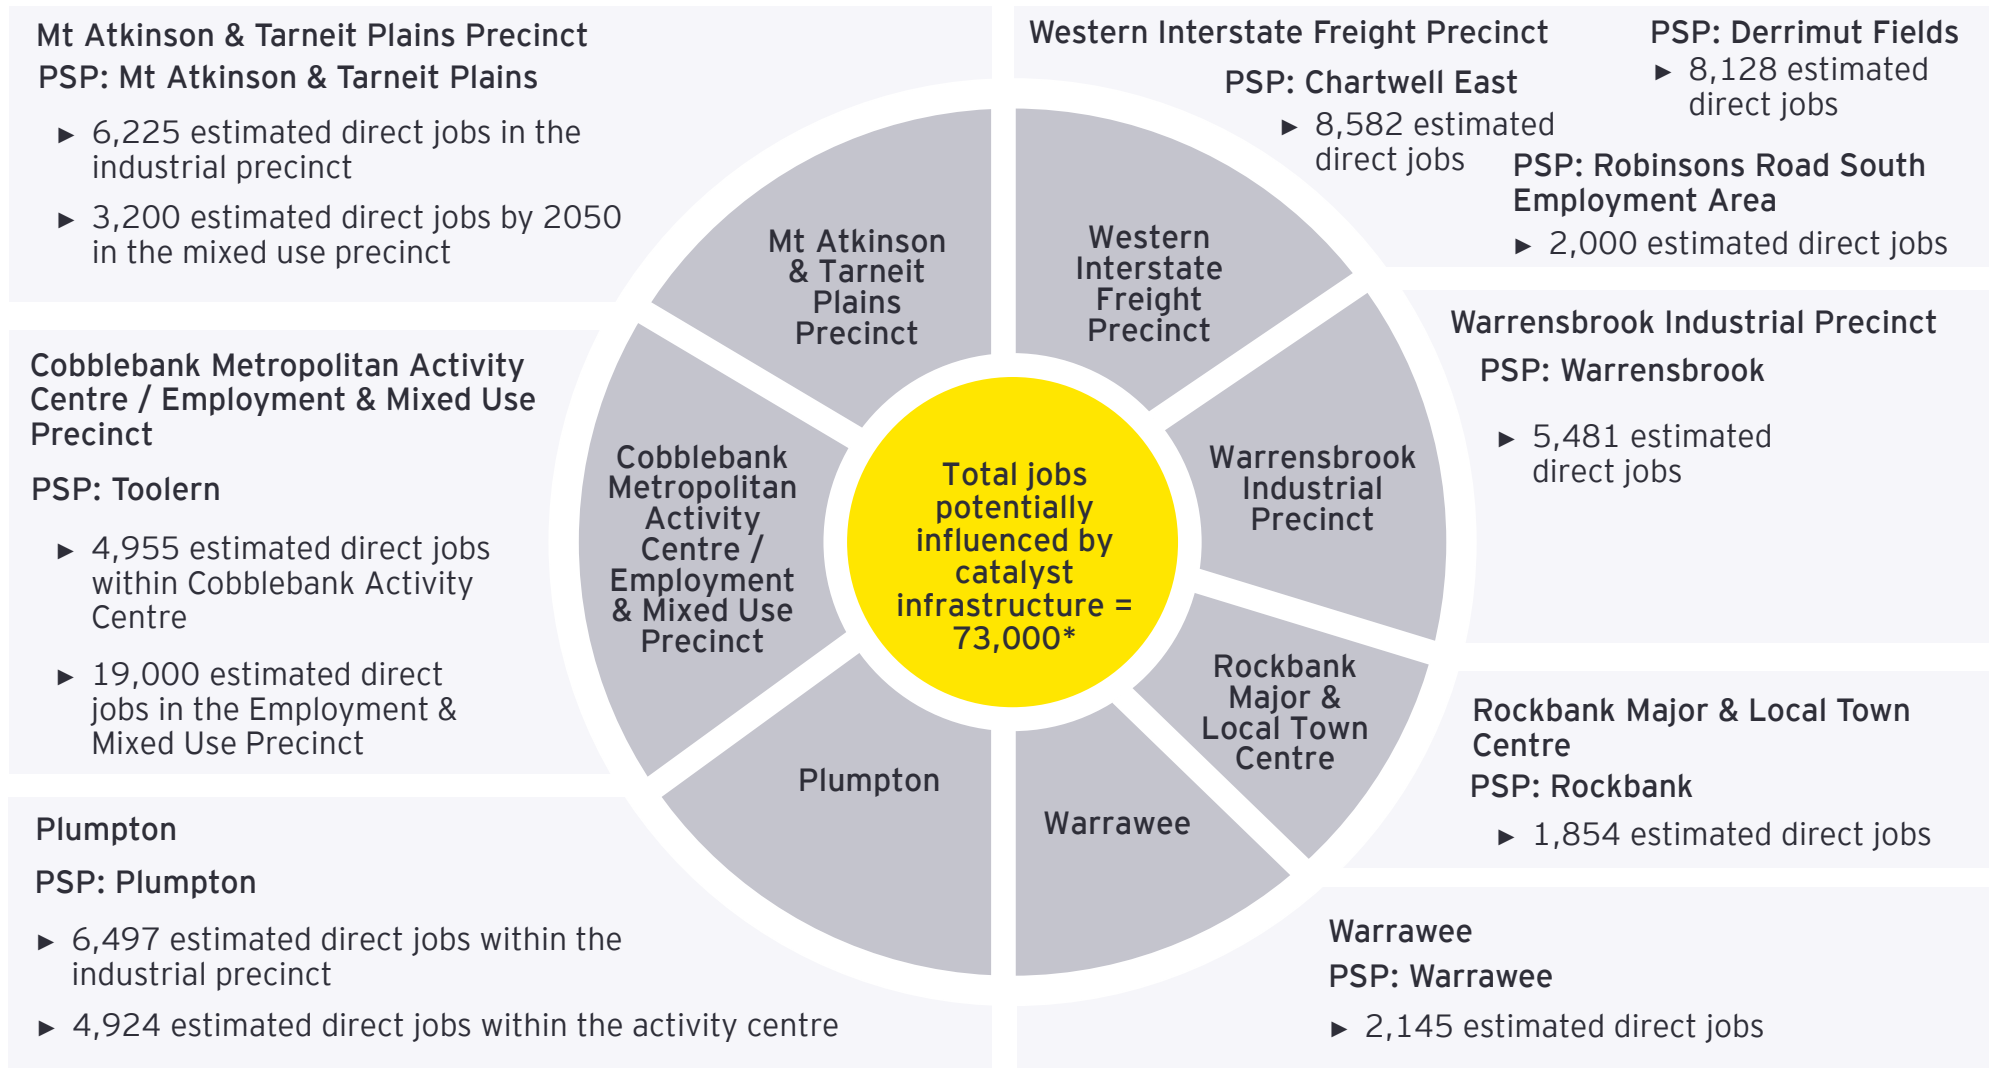 Mt Atkinson & Tarneit Plains Precinct
PSP: Mt Atkinson & Tarneit Plains
► 6,225 estimated direct jobs in the
industrial precinct
► 3,200 estimated direct jobs by 2050
in the mixed use precinct
Western Interstate Freight Precinct
PSP: Chartwell East
► 8,582 estimated
direct jobs
PSP: Derrimut Fields
► 8,128 estimated
direct jobs
PSP: Robinsons Road South
Employment Area
► 2,000 estimated direct jobs
Cobblebank Metropolitan Activity
Centre / Employment & Mixed Use
Precinct
PSP: Toolern
► 4,955 estimated direct jobs
within Cobblebank Activity
Centre
► 19,000 estimated direct
jobs in the Employment &
Mixed Use Precinct
Mt Atkinson
& Tarneit
Plains
Precinct
Western
Interstate
Freight
Precinct
Cobblebank
Metropolitan
Activity
Centre /
Employment
& Mixed Use
Precinct
Total jobs
potentially
influenced by
catalyst
infrastructure =
73,000*
Warrensbrook
Industrial
Precinct
Rockbank
Major &
Local Town
Centre
Plumpton
Warrawee
Warrensbrook Industrial Precinct
PSP: Warrensbrook
► 5,481 estimated
direct jobs
Rockbank Major & Local Town
Centre
PSP: Rockbank
► 1,854 estimated direct jobs
Plumpton
PSP: Plumpton
► 6,497 estimated direct jobs within the
industrial precinct
► 4,924 estimated direct jobs within the activity centre
Warrawee
PSP: Warrawee
► 2,145 estimated direct jobs